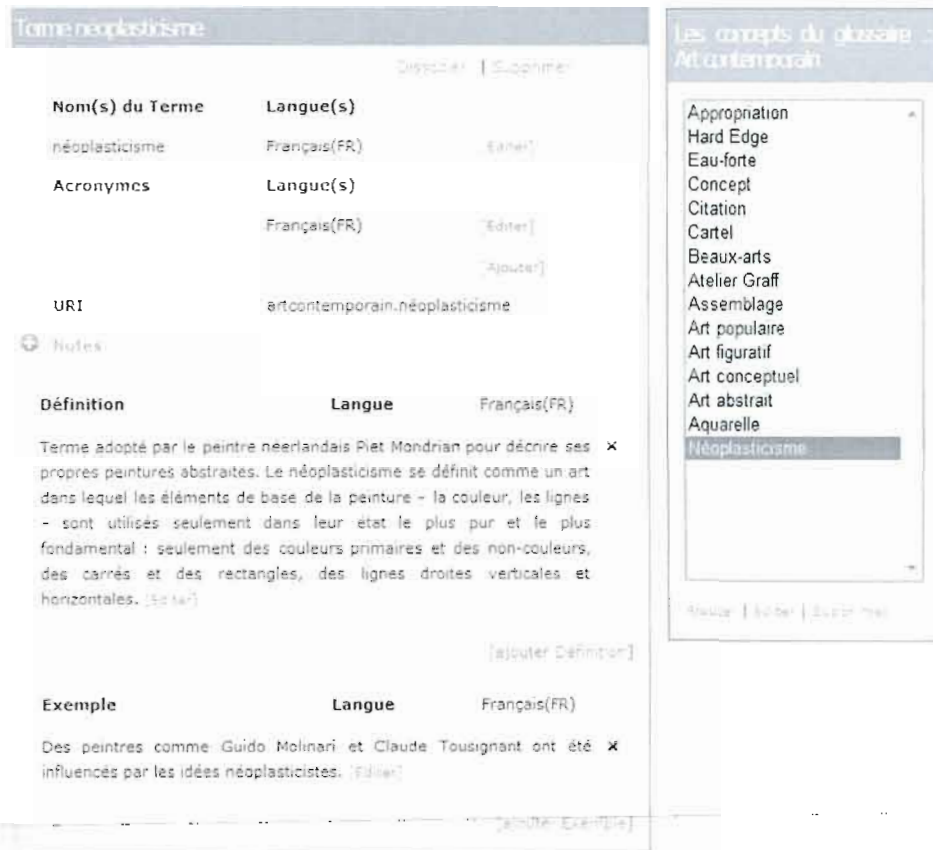 Terme néoplasticisme
Dissocier | Supprimer
Nom(s) du Terme Langue(s)
néoplasticisme Français(FR) [Editer]
Acronymes Langue(s)
Français(FR) [Editer]
[Ajouter]
URI artcontemporain.néoplasticisme
Notes
Définition Langue Français(FR)
Terme adopté par le peintre néerlandais Piet Mondrian pour décrire ses
propres peintures abstraites. Le néoplasticisme se définit comme un art
dans lequel les éléments de base de la peinture – la couleur, les lignes
– sont utilisés seulement dans leur état le plus pur et le plus
fondamental : seulement des couleurs primaires et des non-couleurs,
des carrés et des rectangles, des lignes droites verticales et
horizontales. [Editer]
[ajouter Définition]
Exemple Langue Français(FR)
Des peintres comme Guido Molinari et Claude Tousignant ont été
influencés par les idées néoplasticistes. [Editer]
[ajouter Exemple]
Les concepts du glossaire :
Art contemporain
Appropriation
Hard Edge
Eau-forte
Concept
Citation
Cartel
Beaux-arts
Atelier Graff
Assemblage
Art populaire
Art figuratif
Art conceptuel
Art abstrait
Aquarelle
Néoplasticisme
Ajouter | Editer | Supprimer